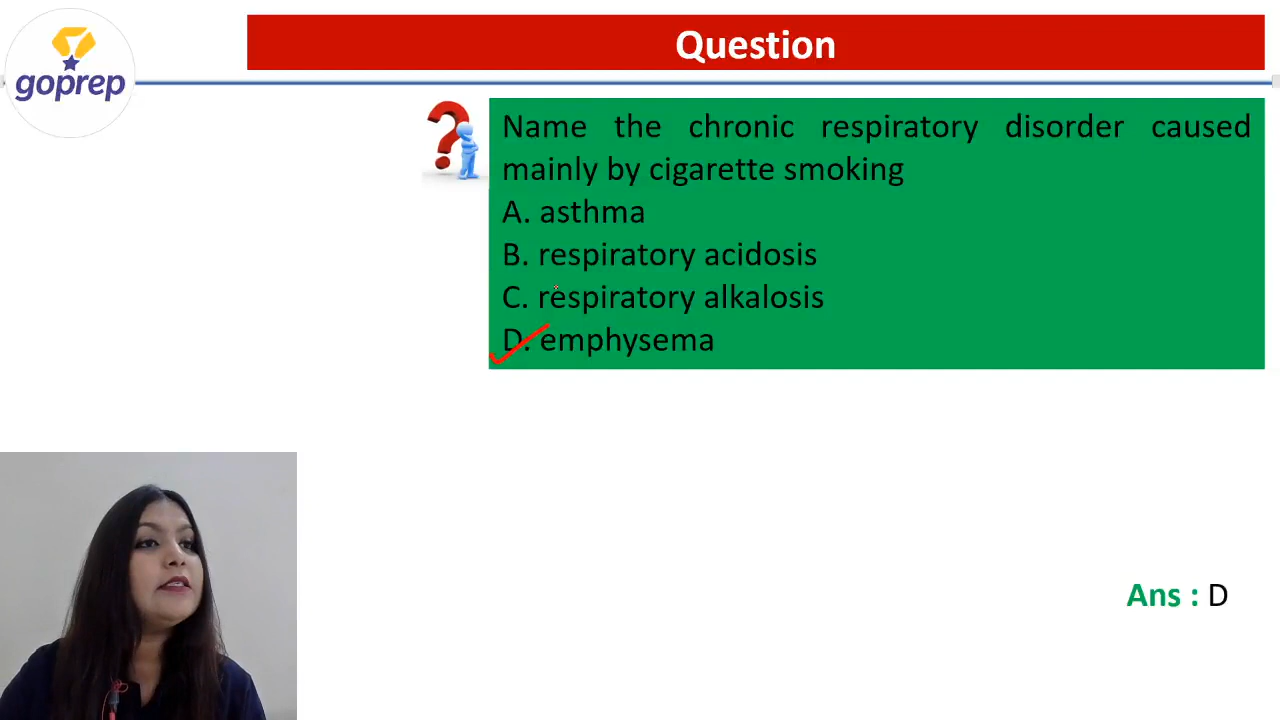 goprep
Question
Name the chronic respiratory disorder caused
mainly by cigarette smoking
A. asthma
B. respiratory acidosis
C. respiratory alkalosis
D. emphysema
Ans : D